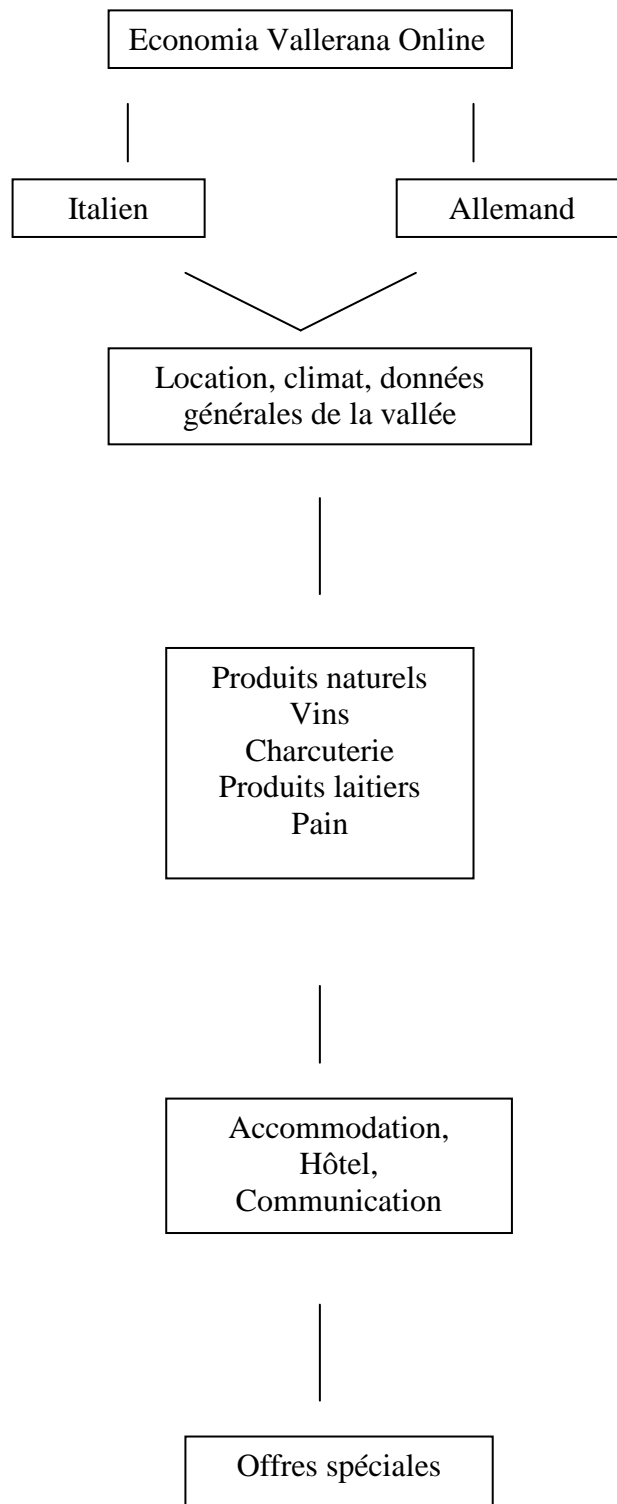 Economia Vallerana Online
Italien
Allemand
Location, climat, données
générales de la vallée
Produits naturels
Vins
Charcuterie
Produits laitiers
Pain
Accommodation,
Hôtel,
Communication
Offres spéciales